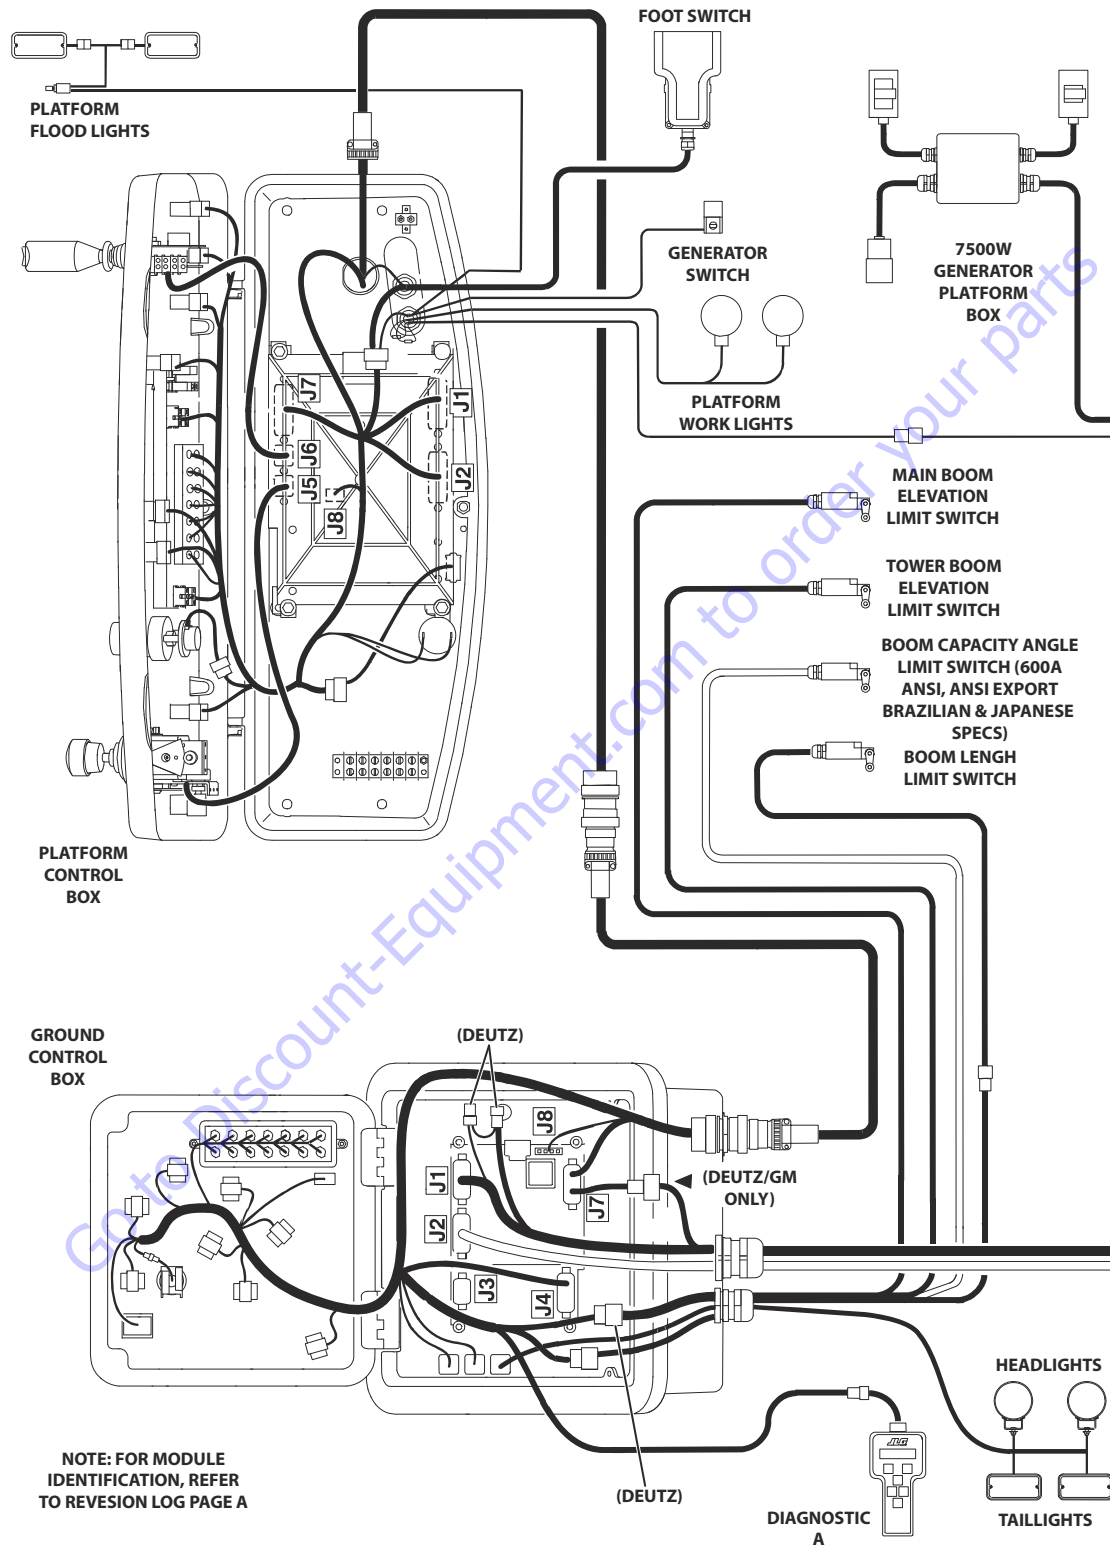 FOOT SWITCH
PLATFORM
FLOOD LIGHTS
GENERATOR
SWITCH
7500W
GENERATOR
PLATFORM
BOX
PLATFORM
WORK LIGHTS
J7
J1
J6
J2
J5
J8
MAIN BOOM
ELEVATION
LIMIT SWITCH
TOWER BOOM
ELEVATION
LIMIT SWITCH
BOOM CAPACITY ANGLE
LIMIT SWITCH (600A
ANSI, ANSI EXPORT
BRAZILIAN & JAPANESE
SPECS)
BOOM LENGH
LIMIT SWITCH
PLATFORM
CONTROL
BOX
Go to Discount-Equipment.com to order your parts
GROUND
CONTROL
BOX
(DEUTZ)
J8
J1
J7
(DEUTZ/GM
ONLY)
J2
J3
J4
HEADLIGHTS
JLG
NOTE: FOR MODULE
IDENTIFICATION, REFER
TO REVESION LOG PAGE A
(DEUTZ)
DIAGNOSTIC
A
TAILLIGHTS